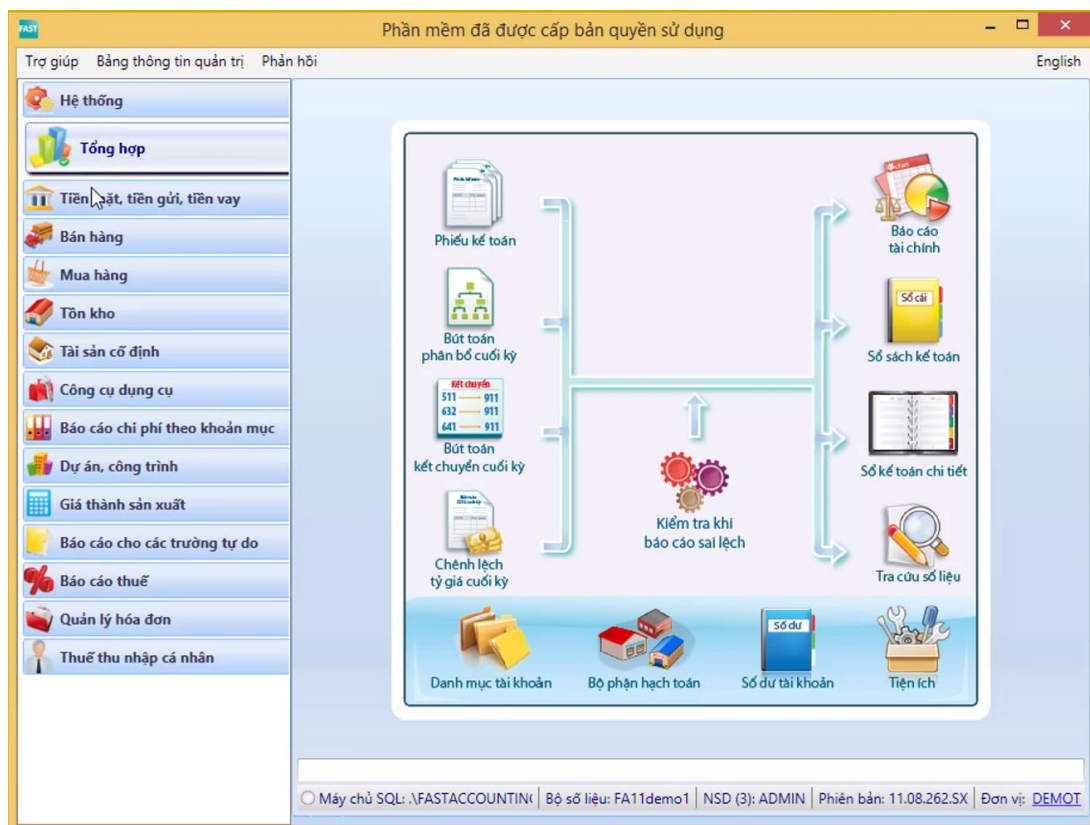 FAST
Phần mềm đã được cấp bản quyền sử dụng
Trợ giúp Bảng thông tin quản trị Phản hồi English
Hệ thống
Tổng hợp
Tiền mặt, tiền gửi, tiền vay
Bán hàng
Mua hàng
Tồn kho
Tài sản cố định
Công cụ dụng cụ
Báo cáo chi phí theo khoản mục
Dự án, công trình
Giá thành sản xuất
Báo cáo cho các trường tự do
Báo cáo thuế
Quản lý hóa đơn
Thuế thu nhập cá nhân
Phiếu kế toán
Bút toán
phân bổ cuối kỳ
Kết chuyển
511 911
632 911
641 911
Bút toán
kết chuyển cuối kỳ
Chênh lệch
tỷ giá cuối kỳ
Kiểm tra khi
báo cáo sai lệch
Báo cáo
tài chính
Sổ cái
Sổ sách kế toán
Sổ kế toán chi tiết
Tra cứu số liệu
Danh mục tài khoản
Bộ phận hạch toán
Số dư
Số dư tài khoản
Tiện ích
Máy chủ SQL: .\FASTACCOUNTIN Bộ số liệu: FA11demo1 NSD (3): ADMIN Phiên bản: 11.08.262.SX Đơn vị: DEMOT